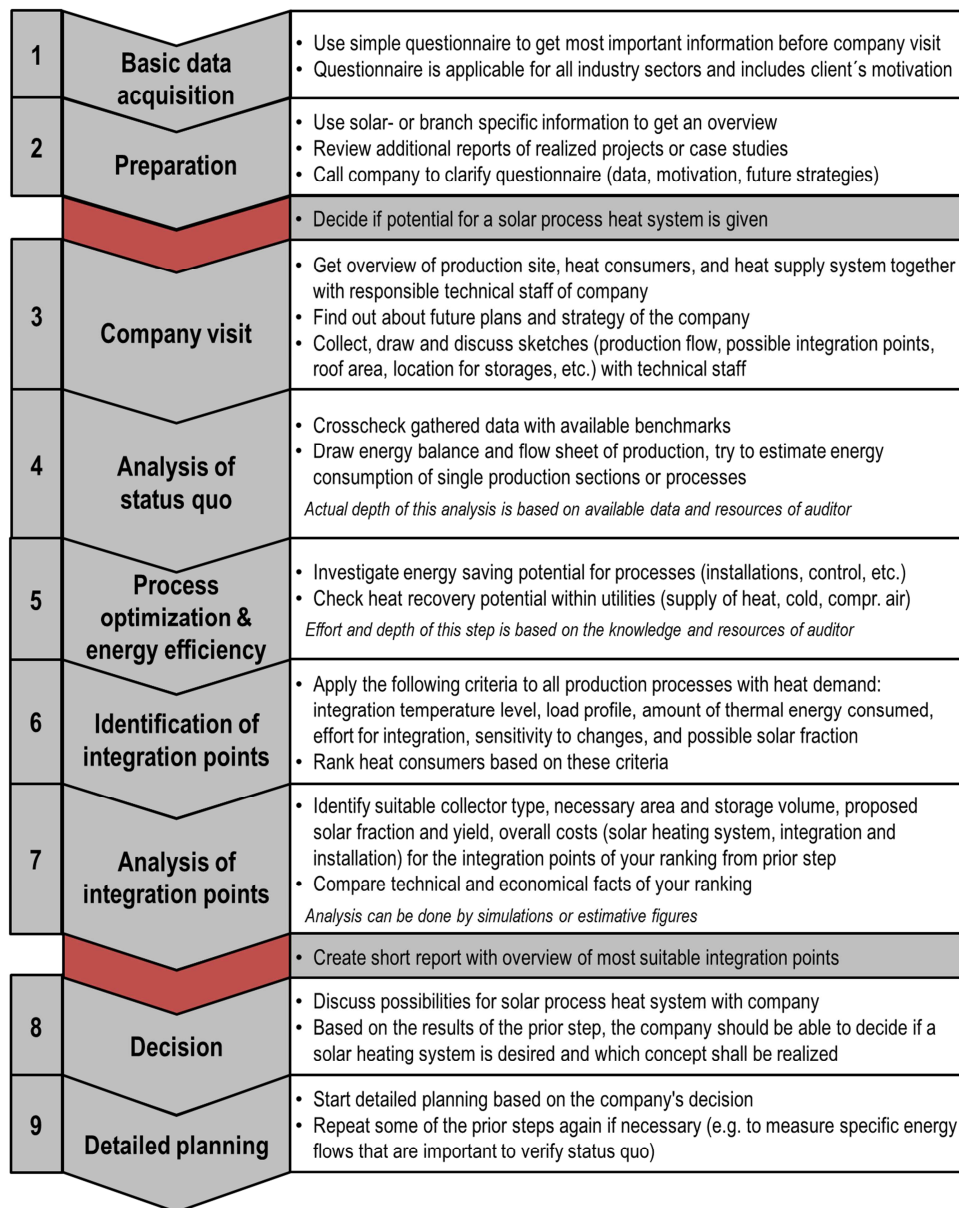 1
Basic data
acquisition
• Use simple questionnaire to get most important information before company visit
• Questionnaire is applicable for all industry sectors and includes client´s motivation
2
Preparation
• Use solar- or branch specific information to get an overview
• Review additional reports of realized projects or case studies
• Call company to clarify questionnaire (data, motivation, future strategies)
• Decide if potential for a solar process heat system is given
3
Company visit
• Get overview of production site, heat consumers, and heat supply system together
with responsible technical staff of company
• Find out about future plans and strategy of the company
• Collect, draw and discuss sketches (production flow, possible integration points,
roof area, location for storages, etc.) with technical staff
4
Analysis of
status quo
• Crosscheck gathered data with available benchmarks
• Draw energy balance and flow sheet of production, try to estimate energy
consumption of single production sections or processes
Actual depth of this analysis is based on available data and resources of auditor
5
Process
optimization &
energy efficiency
• Investigate energy saving potential for processes (installations, control, etc.)
• Check heat recovery potential within utilities (supply of heat, cold, compr. air)
Effort and depth of this step is based on the knowledge and resources of auditor
6
Identification of
integration points
• Apply the following criteria to all production processes with heat demand:
integration temperature level, load profile, amount of thermal energy consumed,
effort for integration, sensitivity to changes, and possible solar fraction
• Rank heat consumers based on these criteria
7
Analysis of
integration points
• Identify suitable collector type, necessary area and storage volume, proposed
solar fraction and yield, overall costs (solar heating system, integration and
installation) for the integration points of your ranking from prior step
• Compare technical and economical facts of your ranking
Analysis can be done by simulations or estimative figures
• Create short report with overview of most suitable integration points
8
Decision
• Discuss possibilities for solar process heat system with company
• Based on the results of the prior step, the company should be able to decide if a
solar heating system is desired and which concept shall be realized
9
Detailed planning
• Start detailed planning based on the company's decision
• Repeat some of the prior steps again if necessary (e.g. to measure specific energy
flows that are important to verify status quo)